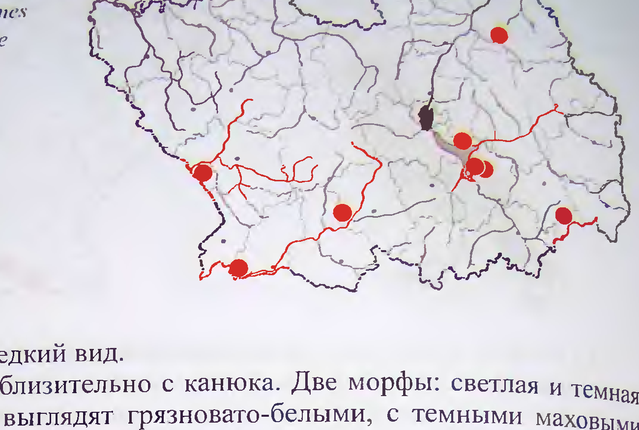 едкий вид.
близительно с канюка. Две морфы: светлая и темная
выглядят грязновато-белыми, с темными маховыми